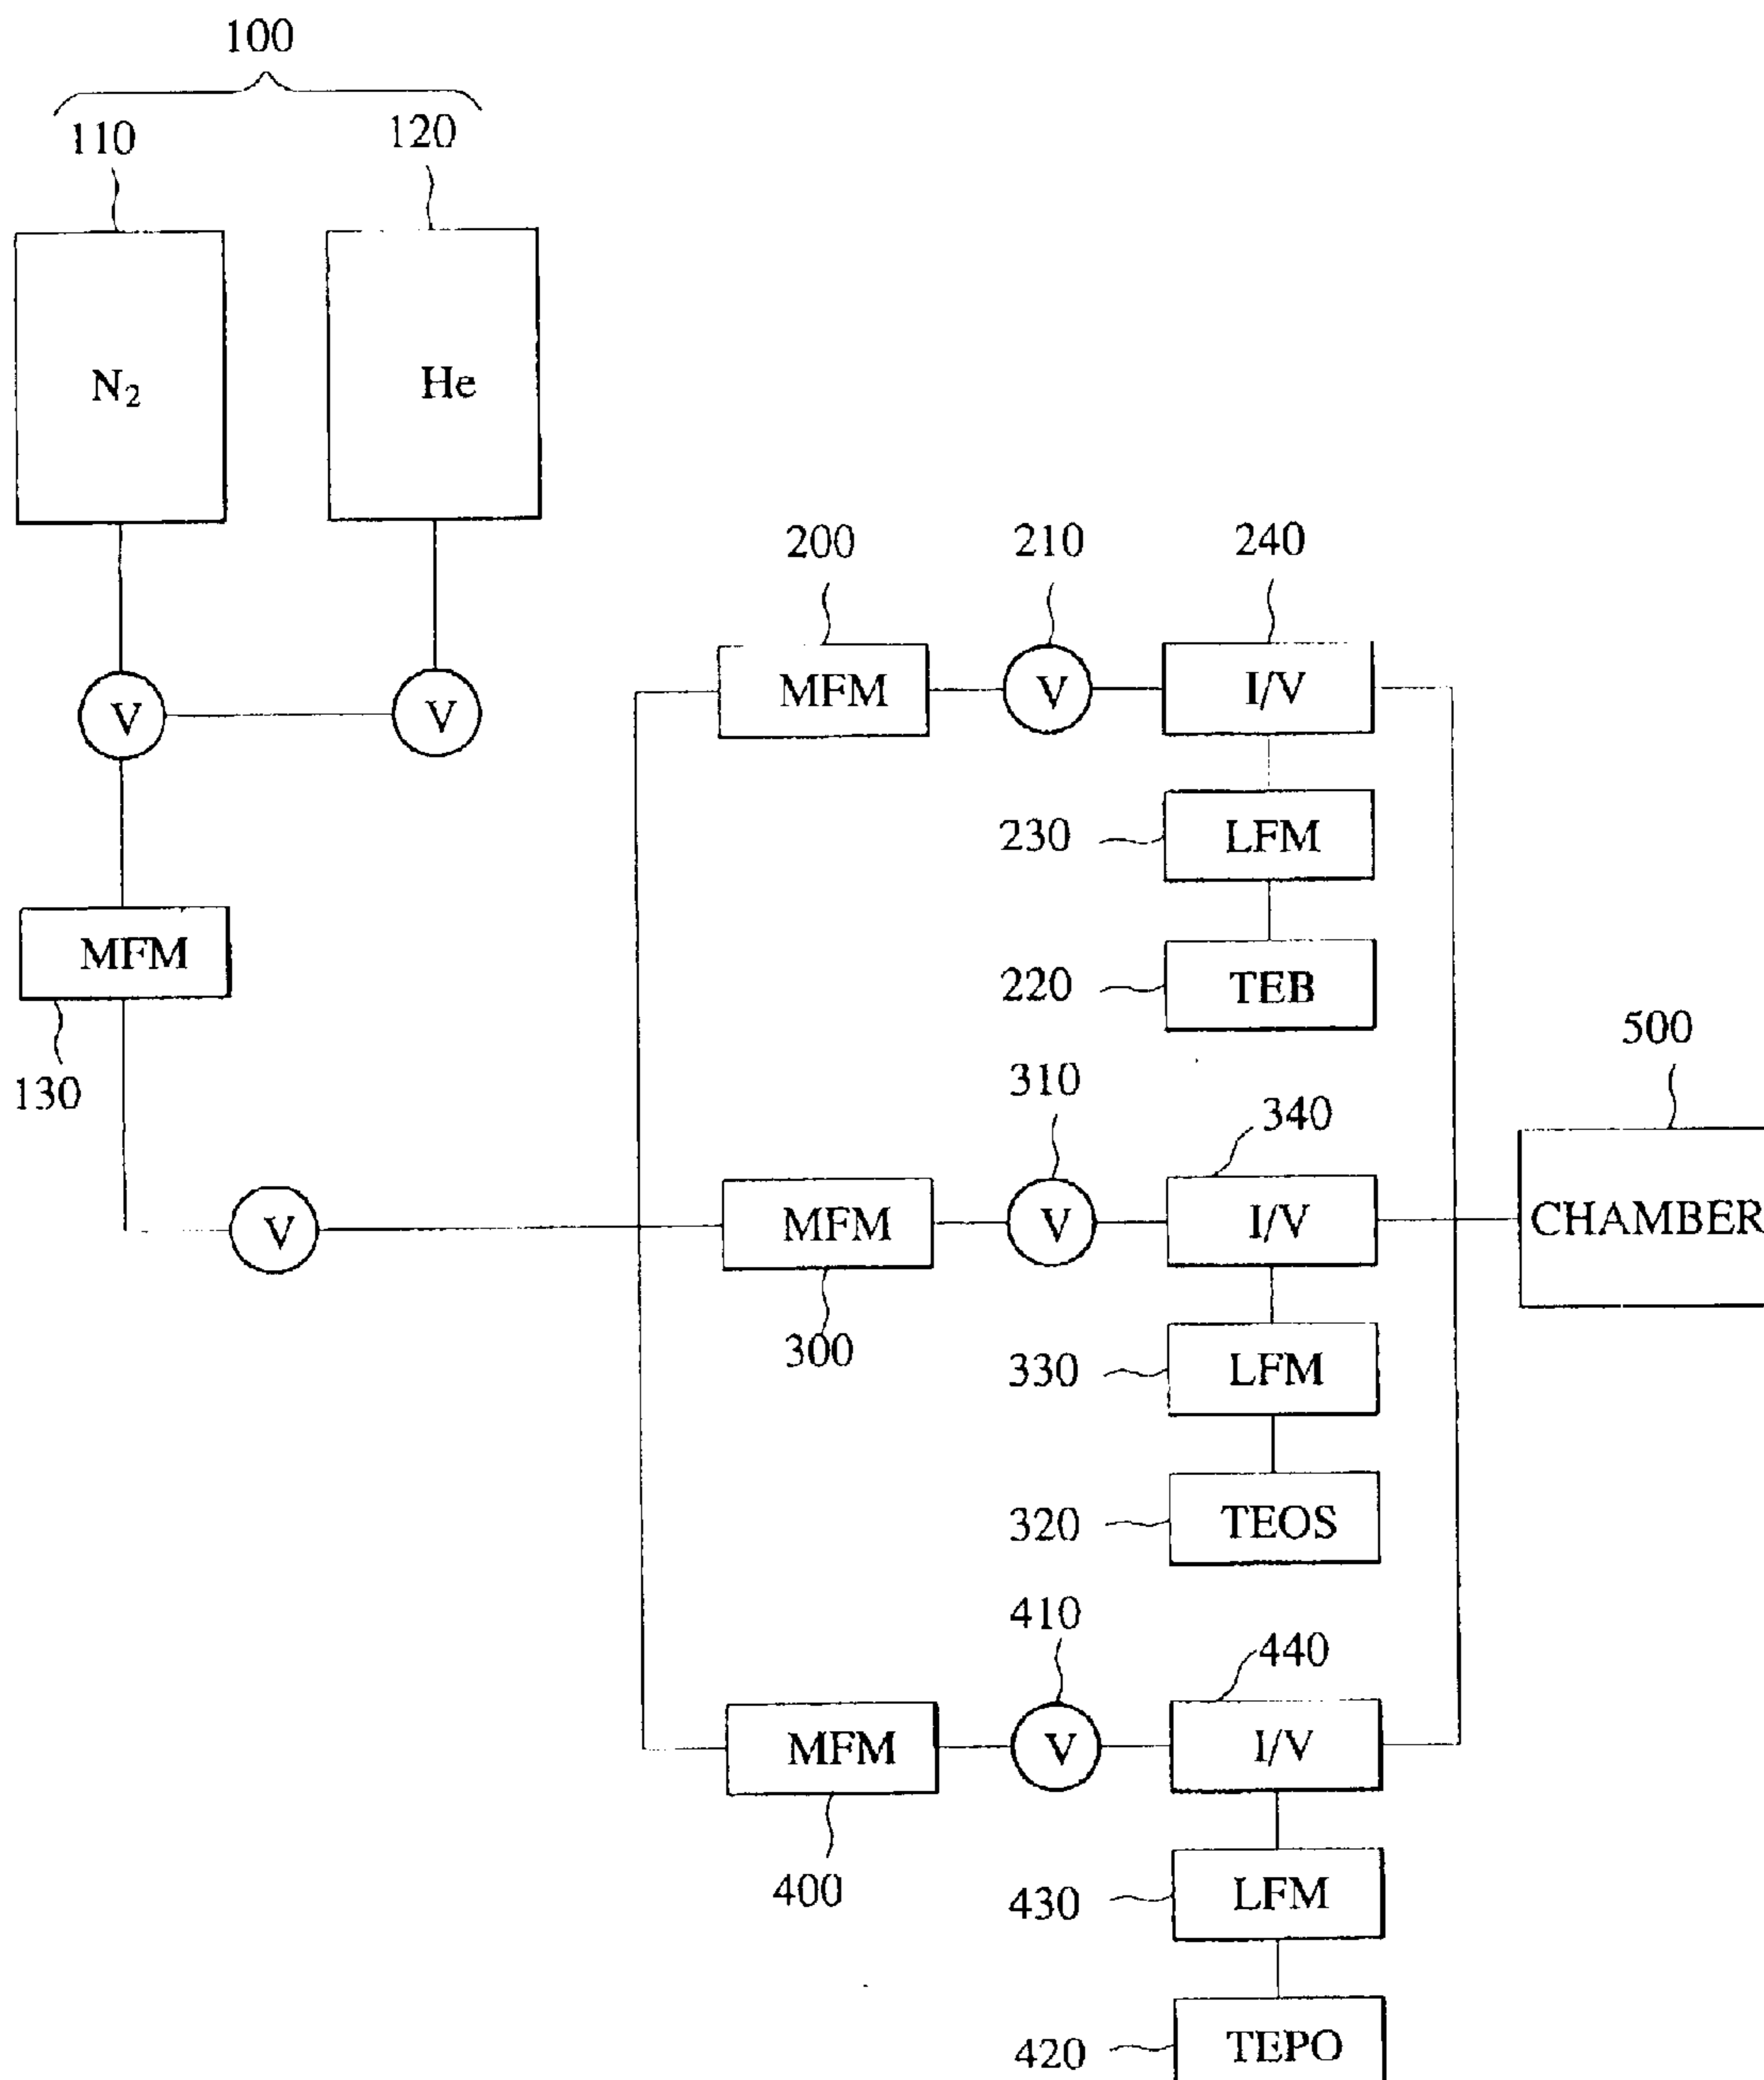 100
110
120
N₂
He
200
210
240
V
V
MFM
V
I/V
230
LFM
MFM
220
TEB
130
500
310
340
V
MFM
V
I/V
CHAMBER
300
330
LFM
320
TEOS
410
440
MFM
V
I/V
400
430
LFM
420
TEPO